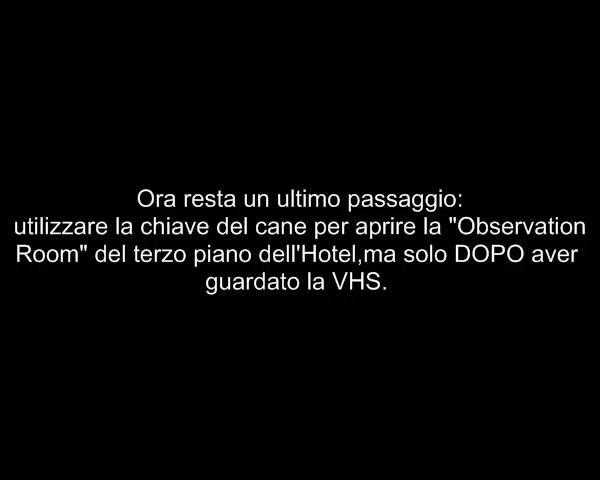 Ora resta un ultimo passaggio:
utilizzare la chiave del cane per aprire la "Observation
Room" del terzo piano dell'Hotel,ma solo DOPO aver
guardato la VHS.